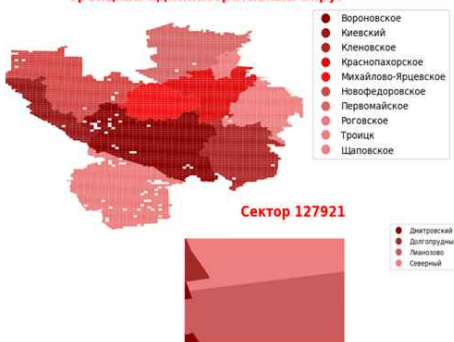 Вороновское
Киевский
Кленовское
Краснопахорское
Михайлово-Ярцевское
Новофедоровское
Первомайское
Роговское
Троицк
Щаповское
Сектор 127921
Дмитровский
Долгопрудный
Лианозово
Северный